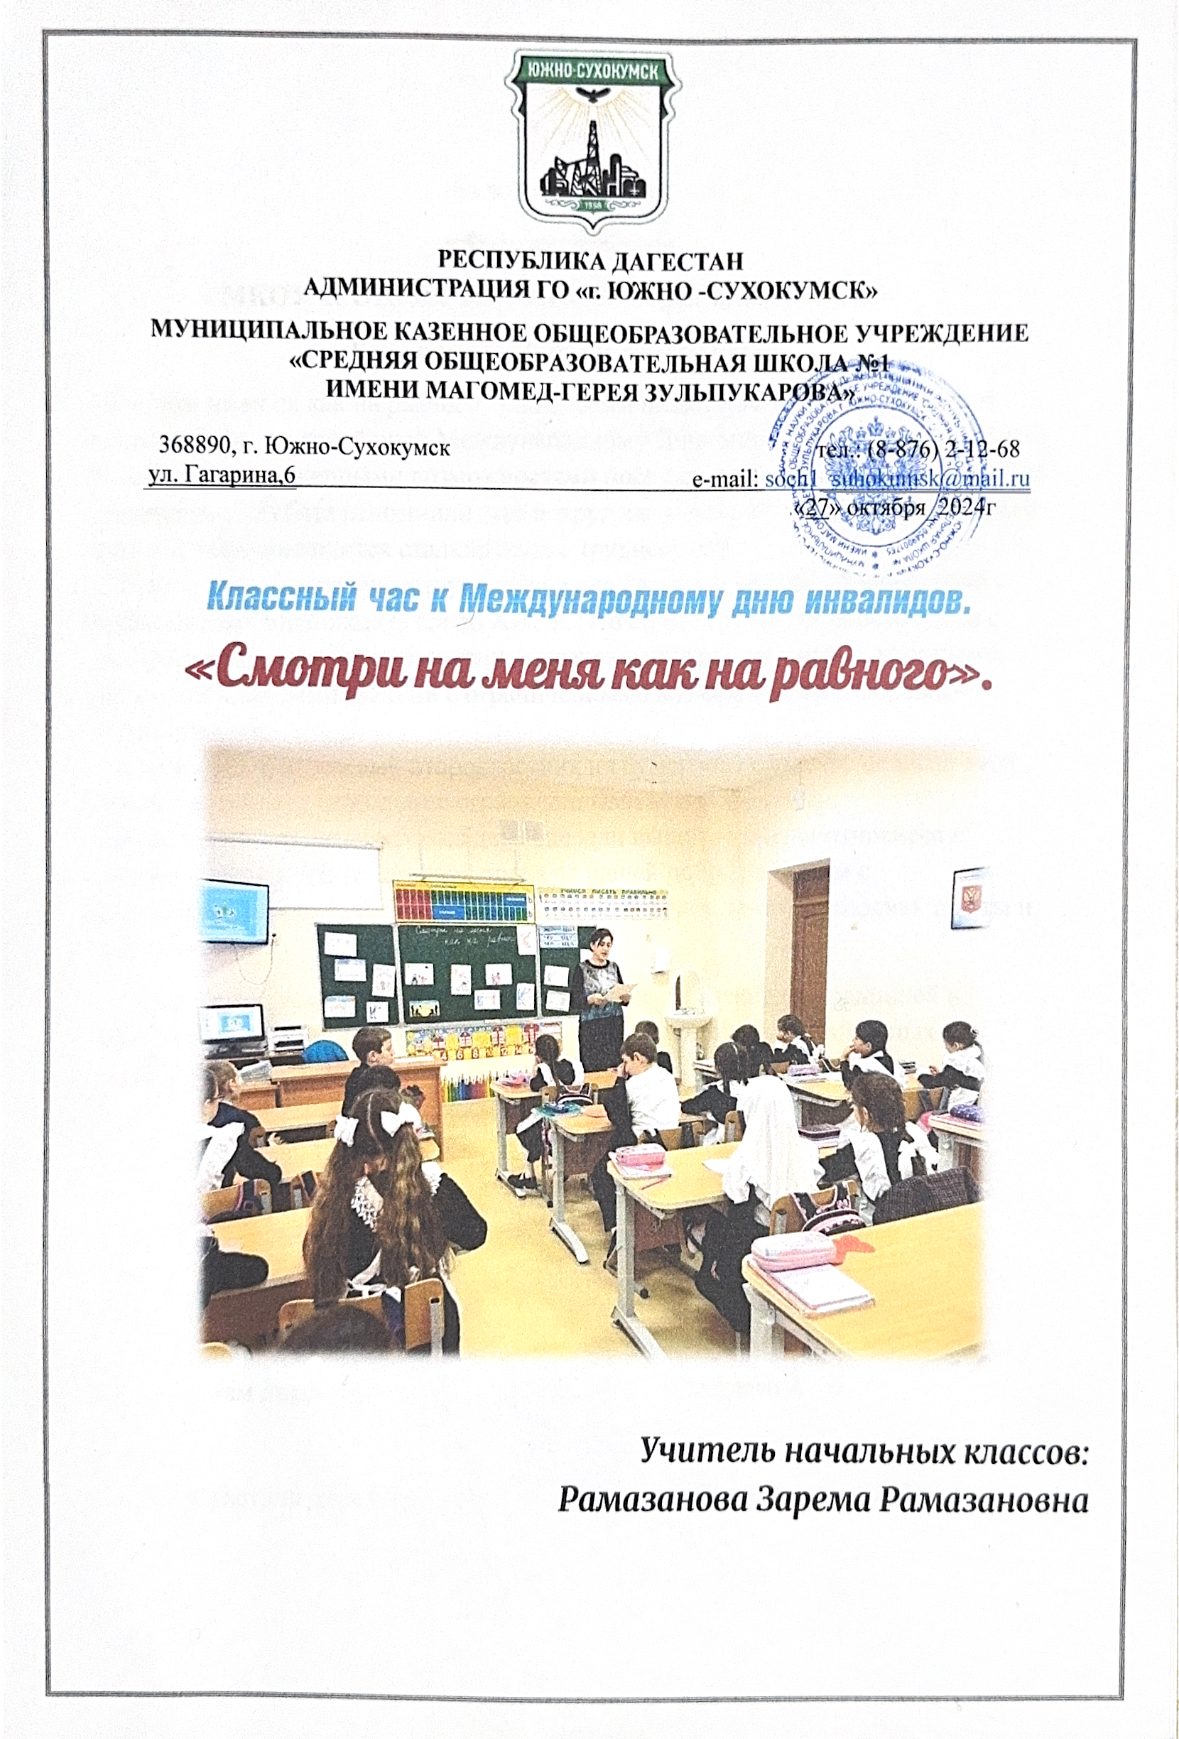 ЮЖНО-СУХОКУМСК
1958
РЕСПУБЛИКА ДАГЕСТАН
АДМИНИСТРАЦИЯ ГО «г. ЮЖНО -СУХОКУМСК»
МУНИЦИПАЛЬНОЕ КАЗЕННОЕ ОБЩЕОБРАЗОВАТЕЛЬНОЕ УЧРЕЖДЕНИЕ
«СРЕДНЯЯ ОБЩЕОБРАЗОВАТЕЛЬНАЯ ШКОЛА №1
ИМЕНИ МАГОМЕД-ГЕРЕЯ ЗУЛЬПУКАРОВА»
368890, г. Южно-Сухокумск
тел.: (8-876) 2-12-68
ул. Гагарина,6
e-mail: soch1_suhokumsk@mail.ru
«27» октября 2024г
Классный час к Международному дню инвалидов.
«Смотри на меня как на равного».
УЧИМСЯ ПИСАТЬ ПРАВИЛЬНО
Смотри на меня
как на равного
Учитель начальных классов:
Рамазанова Зарема Рамазановна